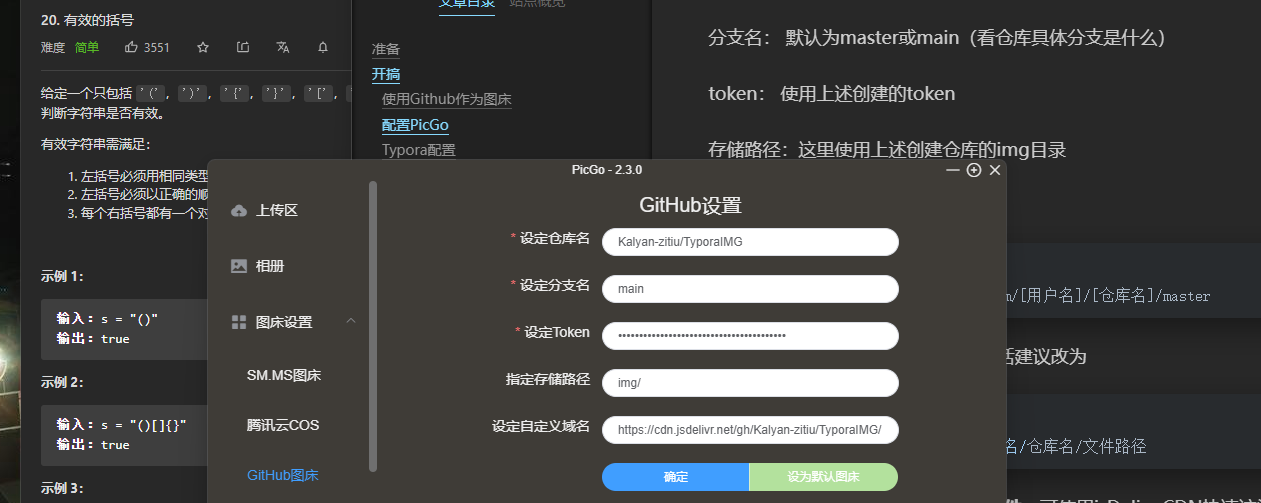 20. 有效的括号
难度 简单 3551
给定一个只包括 '(', ')', '{', '}', '[',
判断字符串是否有效。
有效字符串需满足:
1. 左括号必须用相同类型
2. 左括号必须以正确的顺
3. 每个右括号都有一个对
示例 1:
输入: s = "()"
输出: true
示例 2:
输入: s = "()[]{}"
输出: true
示例 3:
文章目录 站点概览
准备
开搞
使用Github作为图床
配置PicGo
Typora配置
分支名： 默认为master或main（看仓库具体分支是什么）
token： 使用上述创建的token
存储路径：这里使用上述创建仓库的img目录
/[用户名]/[仓库名]/master
建议改为
/仓库名/文件路径
PicGo - 2.3.0
上传区
相册
图床设置
SM.MS图床
腾讯云COS
GitHub图床
GitHub设置
* 设定仓库名 Kalyan-zitiu/TyporaIMG
* 设定分支名 main
* 设定Token
指定存储路径 img/
设定自定义域名 https://cdn.jsdelivr.net/gh/Kalyan-zitiu/TyporaIMG/
确定 设为默认图床